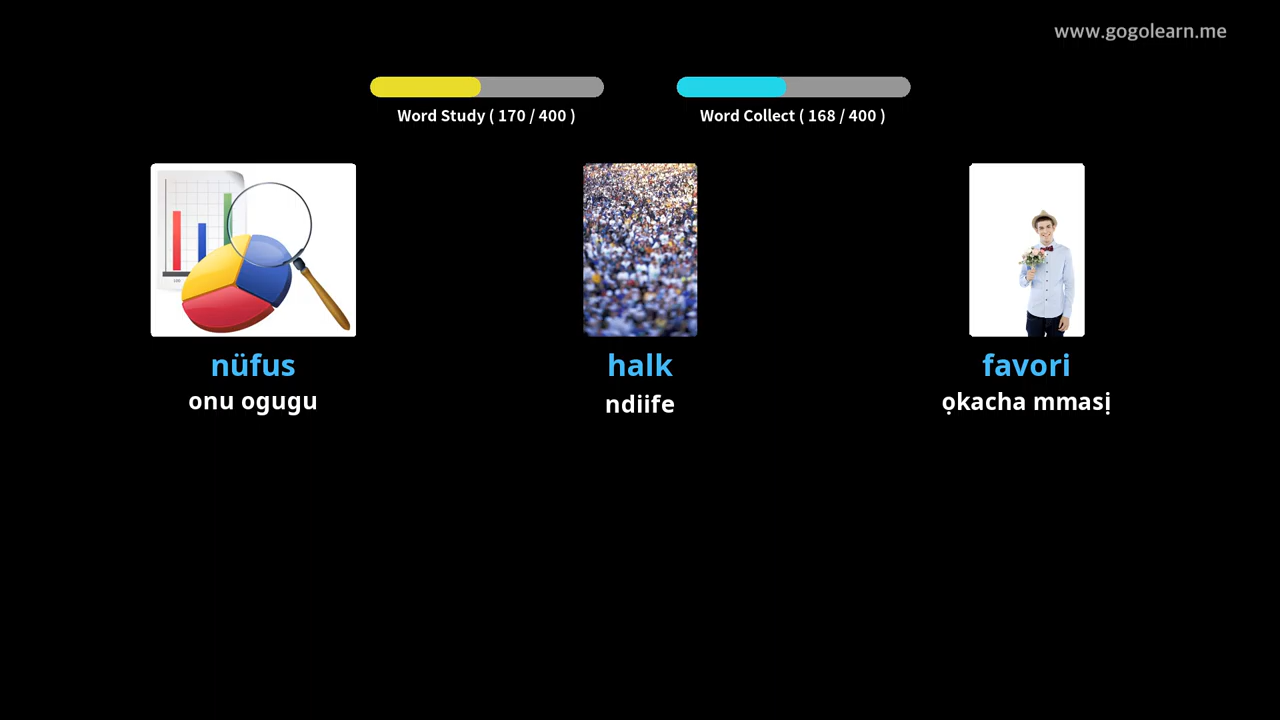 www.gogolearn.me
Word Study ( 170 / 400 )
Word Collect ( 168 / 400 )
nüfus
onu ogugu
halk
ndiife
favori
ọkacha mmasị